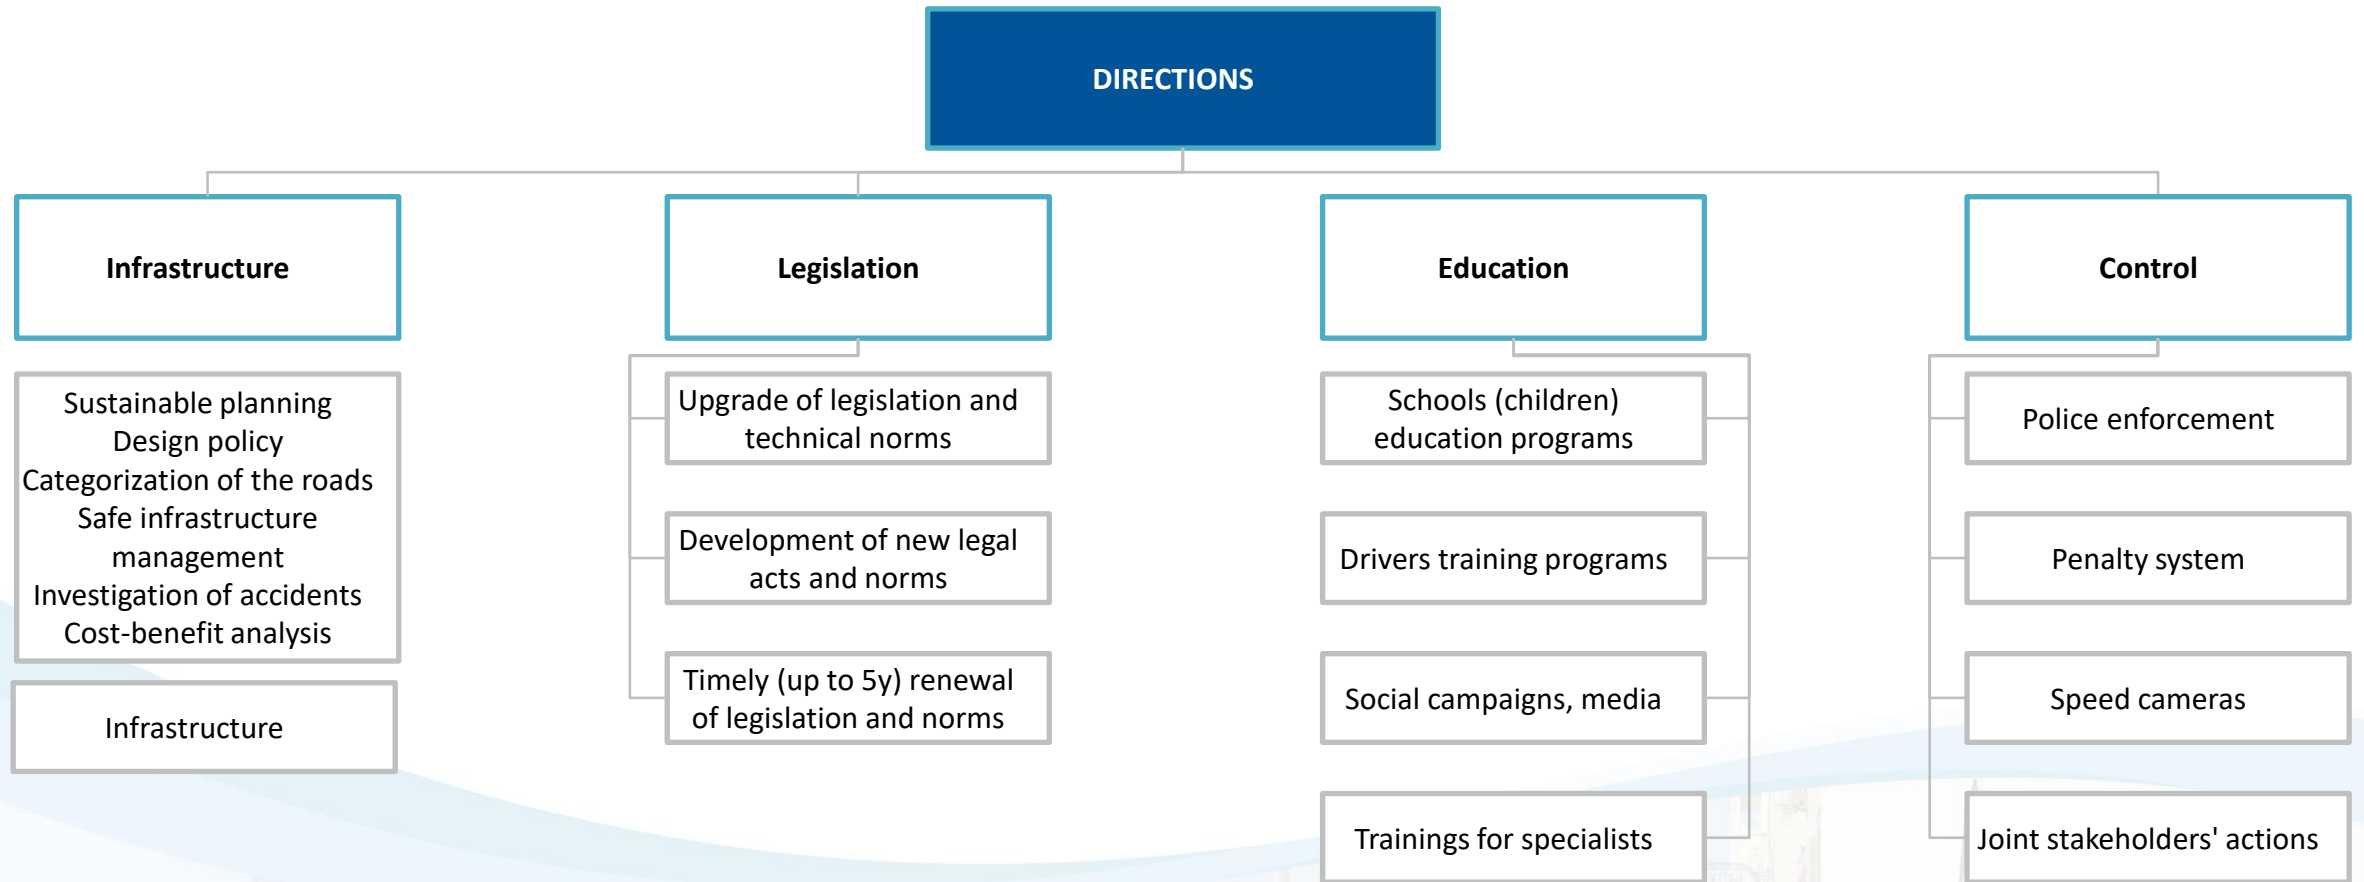 DIRECTIONS
Infrastructure
Sustainable planning
Design policy
Categorization of the roads
Safe infrastructure
management
Investigation of accidents
Cost-benefit analysis
Infrastructure
Legislation
Upgrade of legislation and
technical norms
Development of new legal
acts and norms
Timely (up to 5y) renewal
of legislation and norms
Education
Schools (children)
education programs
Drivers training programs
Social campaigns, media
Trainings for specialists
Control
Police enforcement
Penalty system
Speed cameras
Joint stakeholders' actions